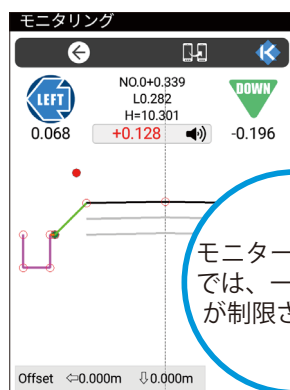 モニタリング
LEFT
NO.0+0.339
L0.282
H=10.301
DOWN
0.068
+0.128
-0.196
モニター
では、一
が制限さ
Offset ⇦0.000m ⇩0.000m